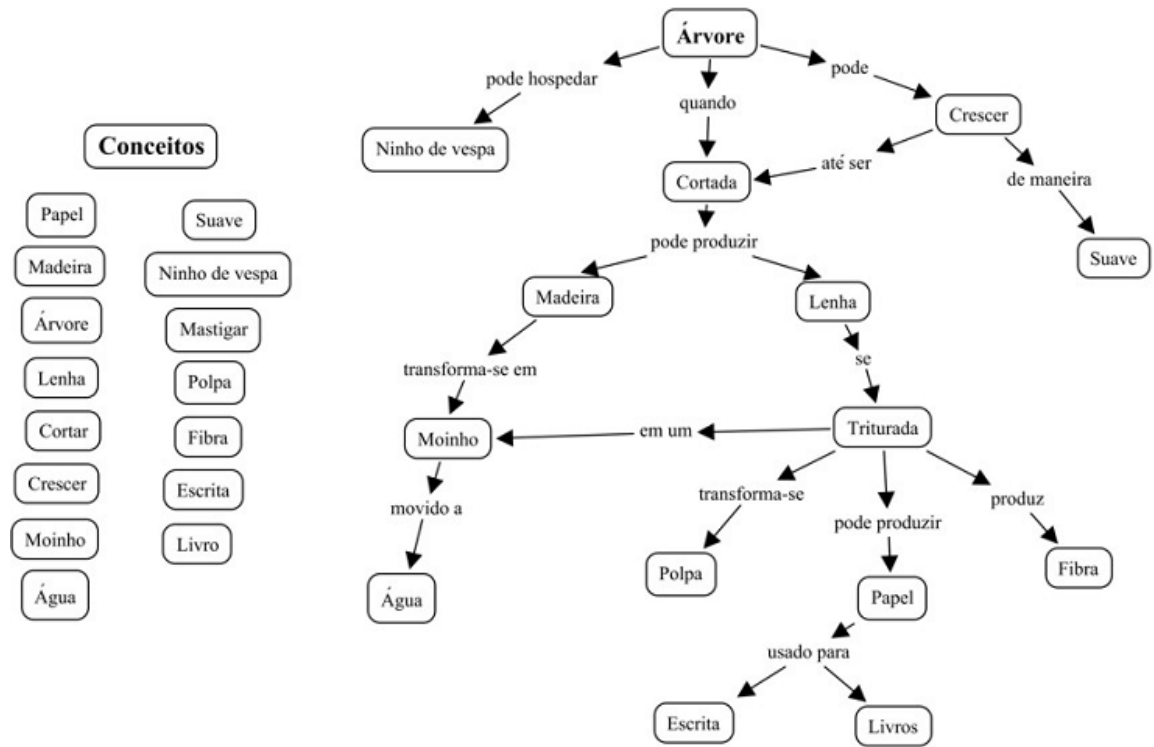 Conceitos
Papel
Madeira
Árvore
Lenha
Cortar
Crescer
Moinho
Água
Suave
Ninho de vespa
Mastigar
Polpa
Fibra
Escrita
Livro
Árvore
pode hospedar
quando
pode
Ninho de vespa
Crescer
até ser
Cortada
de maneira
Suave
pode produzir
Madeira
Lenha
transforma-se em
se
Moinho
em um
Triturada
movido a
transforma-se
pode produzir
produz
Água
Polpa
Papel
Fibra
usado para
Escrita
Livros